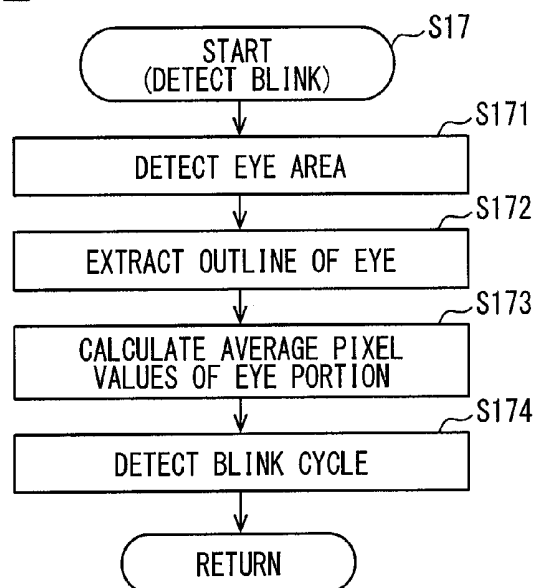 S17
START
(DETECT BLINK)
S171
DETECT EYE AREA
S172
EXTRACT OUTLINE OF EYE
S173
CALCULATE AVERAGE PIXEL
VALUES OF EYE PORTION
S174
DETECT BLINK CYCLE
RETURN